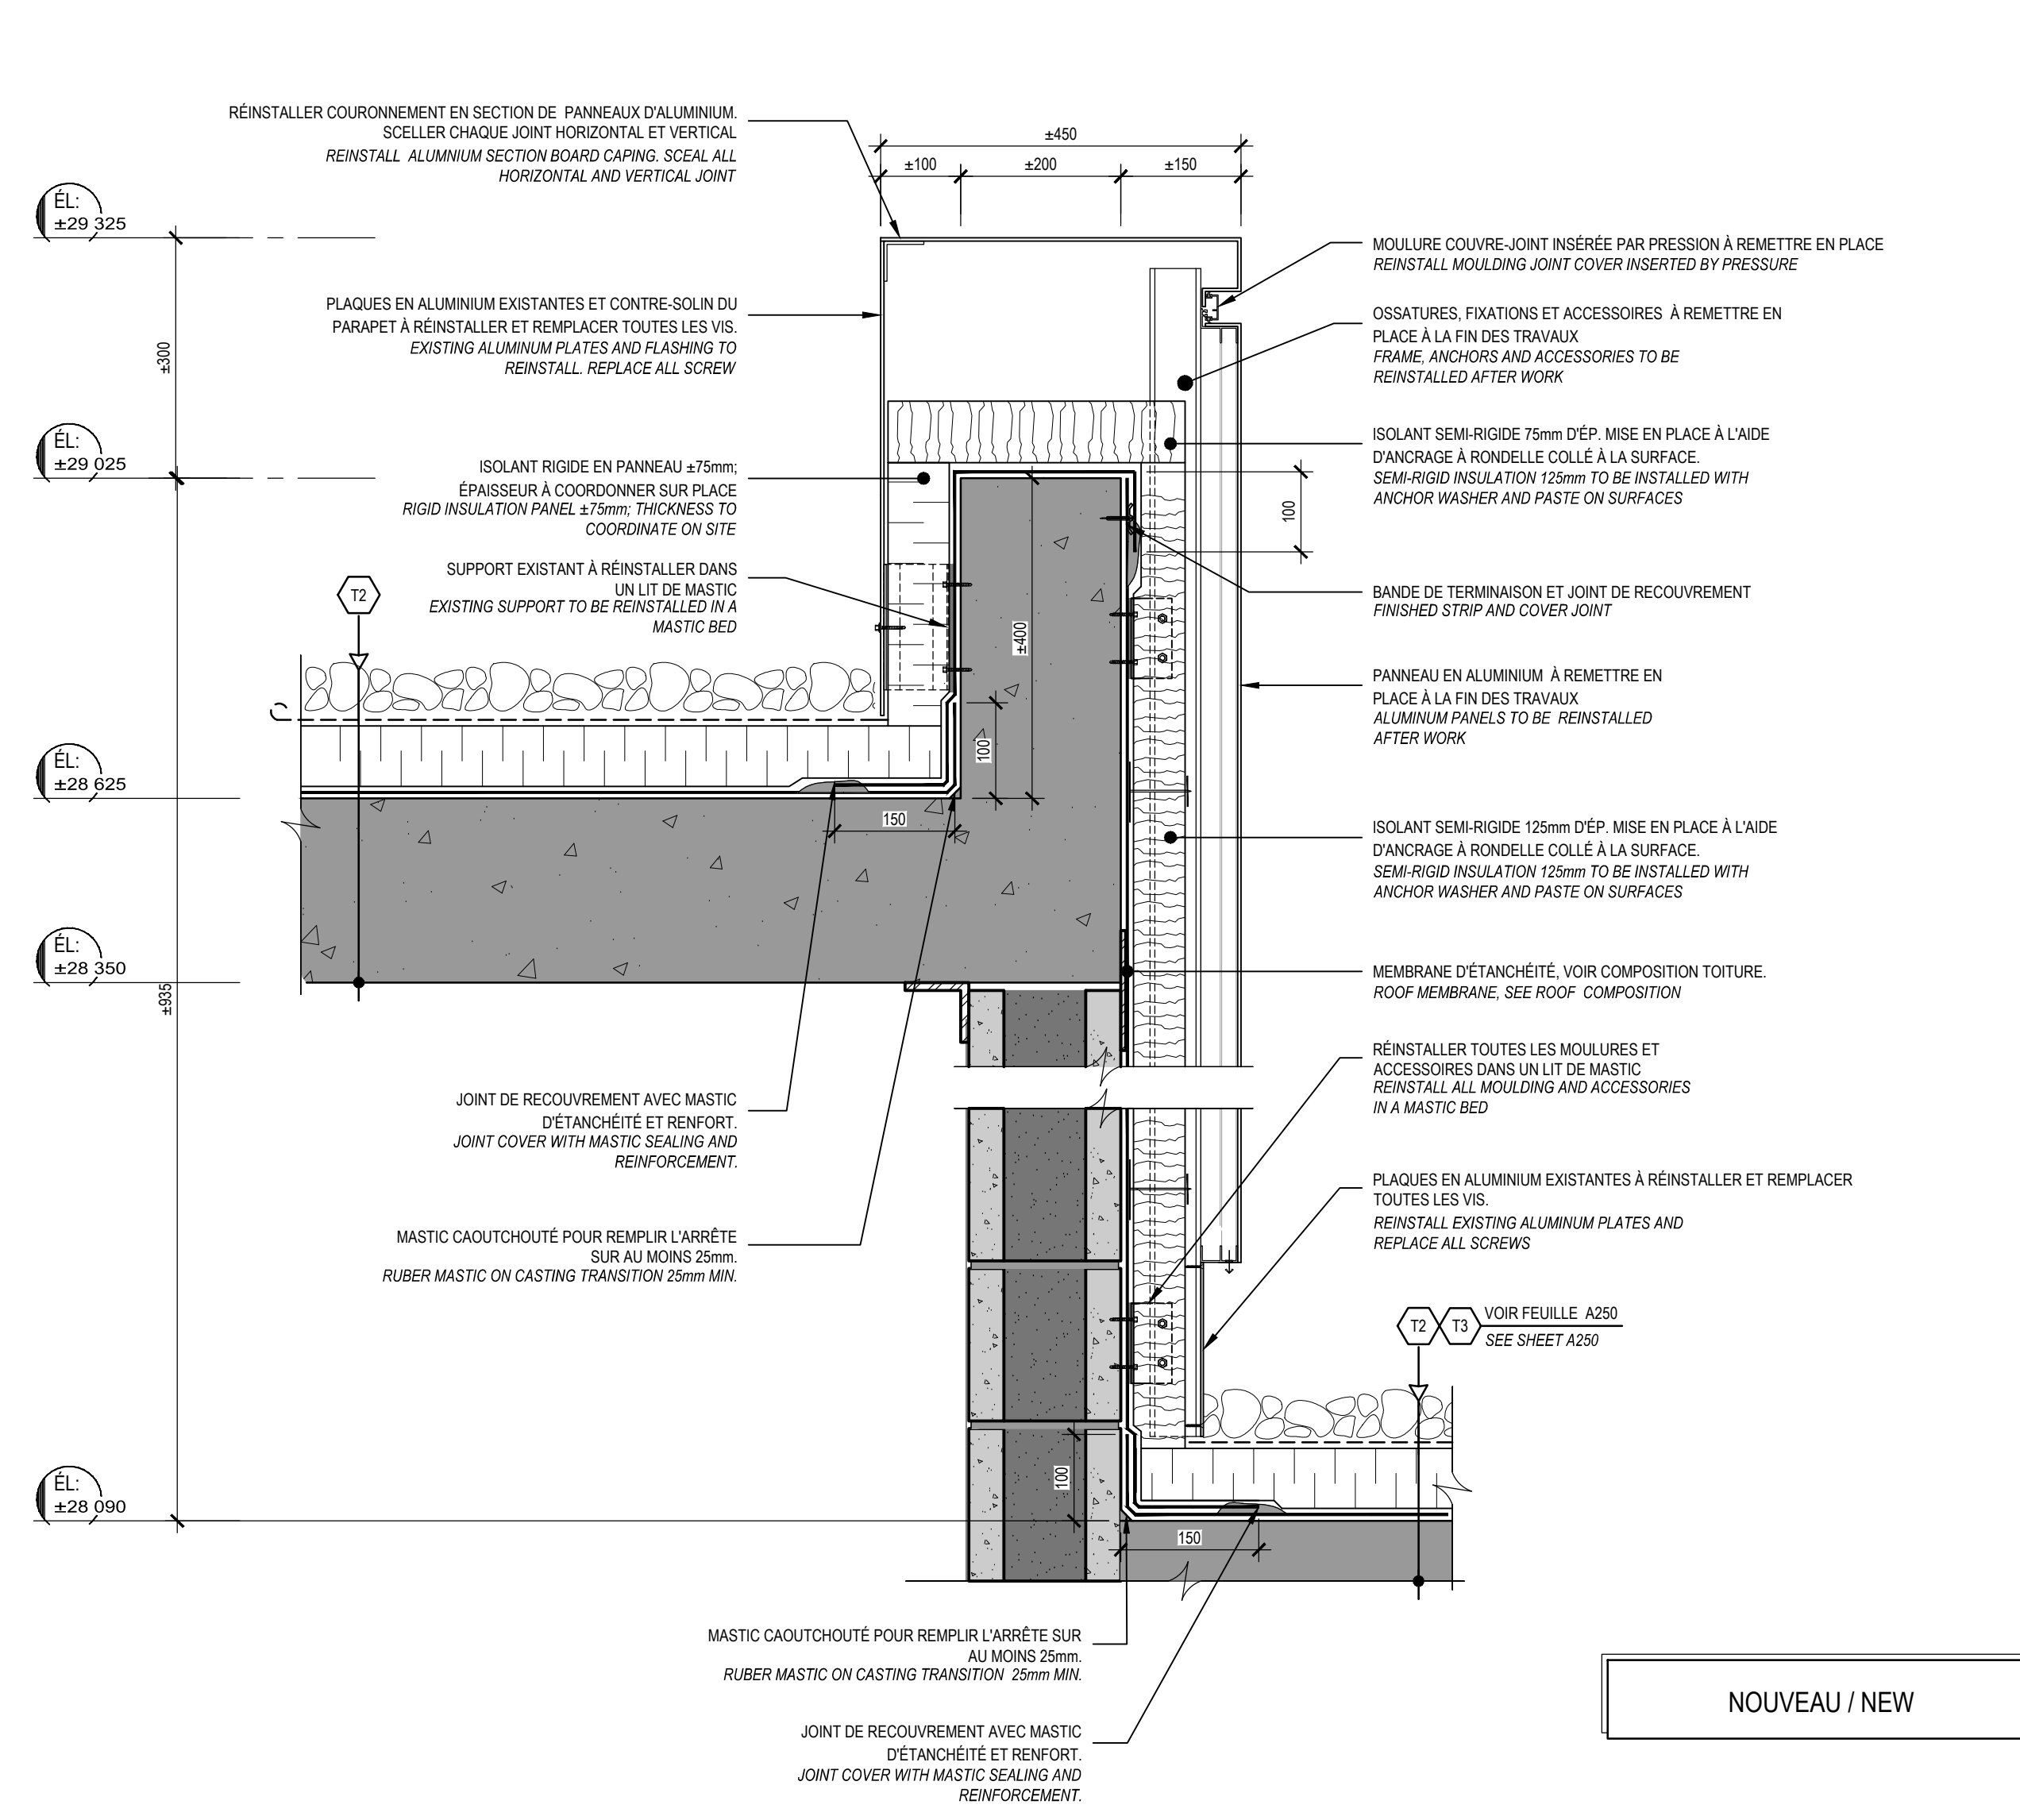 RÉINSTALLER COURONNEMENT EN SECTION DE PANNEAUX D'ALUMINIUM.
SCELLER CHAQUE JOINT HORIZONTAL ET VERTICAL
REINSTALL ALUMNIUM SECTION BOARD CAPING. SCEAL ALL
HORIZONTAL AND VERTICAL JOINT
±450
±100
±200
±150
ÉL:
±29 325
PLAQUES EN ALUMINIUM EXISTANTES ET CONTRE-SOLIN DU
PARAPET À RÉINSTALLER ET REMPLACER TOUTES LES VIS.
EXISTING ALUMINUM PLATES AND FLASHING TO
REINSTALL. REPLACE ALL SCREW
±300
ÉL:
±29 025
ISOLANT RIGIDE EN PANNEAU ±75mm;
ÉPAISSEUR À COORDONNER SUR PLACE
RIGID INSULATION PANEL ±75mm; THICKNESS TO
COORDINATE ON SITE
SUPPORT EXISTANT À RÉINSTALLER DANS
UN LIT DE MASTIC
EXISTING SUPPORT TO BE REINSTALLED IN A
MASTIC BED
T2
±400
100
100
150
ÉL:
±28 625
ÉL:
±28 350
±935
MOULURE COUVRE-JOINT INSÉRÉE PAR PRESSION À REMETTRE EN PLACE
REINSTALL MOULDING JOINT COVER INSERTED BY PRESSURE
OSSATURES, FIXATIONS ET ACCESSOIRES À REMETTRE EN
PLACE À LA FIN DES TRAVAUX
FRAME, ANCHORS AND ACCESSORIES TO BE
REINSTALLED AFTER WORK
ISOLANT SEMI-RIGIDE 75mm D'ÉP. MISE EN PLACE À L'AIDE
D'ANCRAGE À RONDELLE COLLÉ À LA SURFACE.
SEMI-RIGID INSULATION 125mm TO BE INSTALLED WITH
ANCHOR WASHER AND PASTE ON SURFACES
BANDE DE TERMINAISON ET JOINT DE RECOUVREMENT
FINISHED STRIP AND COVER JOINT
PANNEAU EN ALUMINIUM À REMETTRE EN
PLACE À LA FIN DES TRAVAUX
ALUMINUM PANELS TO BE REINSTALLED
AFTER WORK
ISOLANT SEMI-RIGIDE 125mm D'ÉP. MISE EN PLACE À L'AIDE
D'ANCRAGE À RONDELLE COLLÉ À LA SURFACE.
SEMI-RIGID INSULATION 125mm TO BE INSTALLED WITH
ANCHOR WASHER AND PASTE ON SURFACES
MEMBRANE D'ÉTANCHÉITÉ, VOIR COMPOSITION TOITURE.
ROOF MEMBRANE, SEE ROOF COMPOSITION
RÉINSTALLER TOUTES LES MOULURES ET
ACCESSOIRES DANS UN LIT DE MASTIC
REINSTALL ALL MOULDING AND ACCESSORIES
IN A MASTIC BED
PLAQUES EN ALUMINIUM EXISTANTES À RÉINSTALLER ET REMPLACER
TOUTES LES VIS.
REINSTALL EXISTING ALUMINUM PLATES AND
REPLACE ALL SCREWS
JOINT DE RECOUVREMENT AVEC MASTIC
D'ÉTANCHÉITÉ ET RENFORT.
JOINT COVER WITH MASTIC SEALING AND
REINFORCEMENT.
MASTIC CAOUTCHOUTÉ POUR REMPLIR L'ARRÊTE
SUR AU MOINS 25mm.
RUBER MASTIC ON CASTING TRANSITION 25mm MIN.
T2
T3
VOIR FEUILLE A250
SEE SHEET A250
ÉL:
±28 090
100
150
MASTIC CAOUTCHOUTÉ POUR REMPLIR L'ARRÊTE SUR
AU MOINS 25mm.
RUBER MASTIC ON CASTING TRANSITION 25mm MIN.
JOINT DE RECOUVREMENT AVEC MASTIC
D'ÉTANCHÉITÉ ET RENFORT.
JOINT COVER WITH MASTIC SEALING AND
REINFORCEMENT.
NOUVEAU / NEW